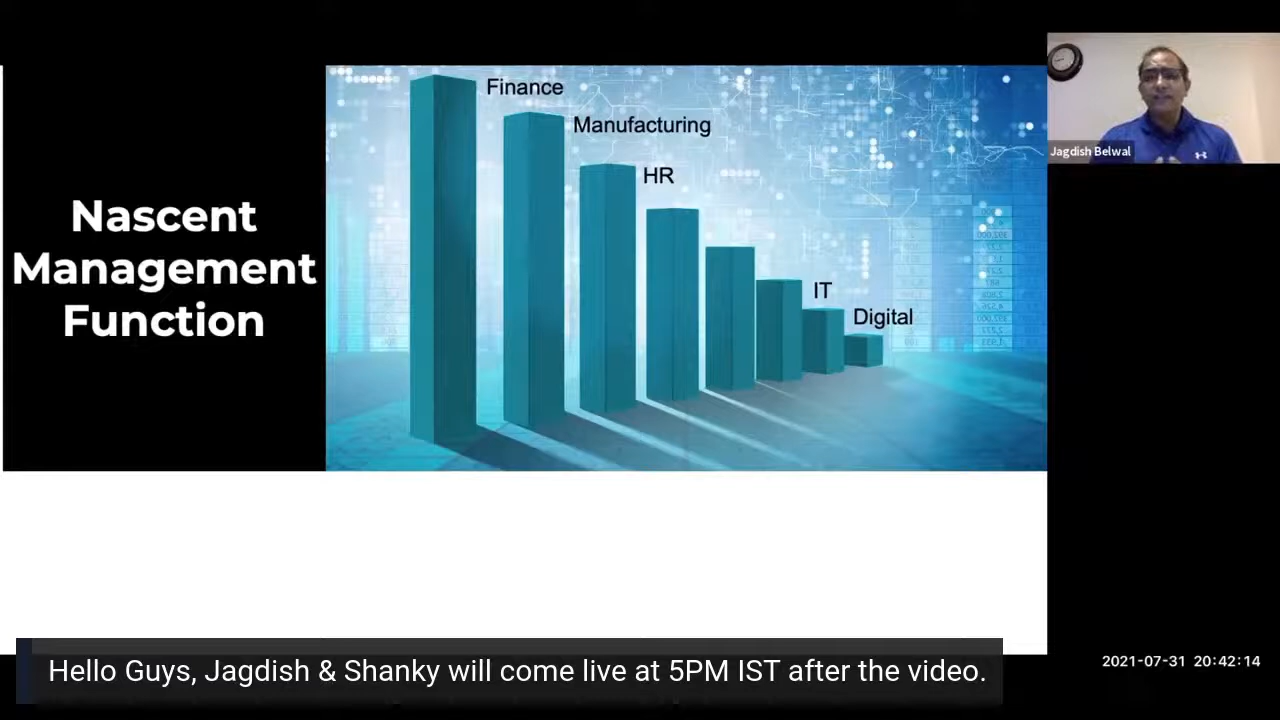 Nascent
Management
Function
Finance
Manufacturing
HR
IT
Digital
Jagdish Belwal
Hello Guys, Jagdish & Shanky will come live at 5PM IST after the video.
2021-07-31 20:42:14